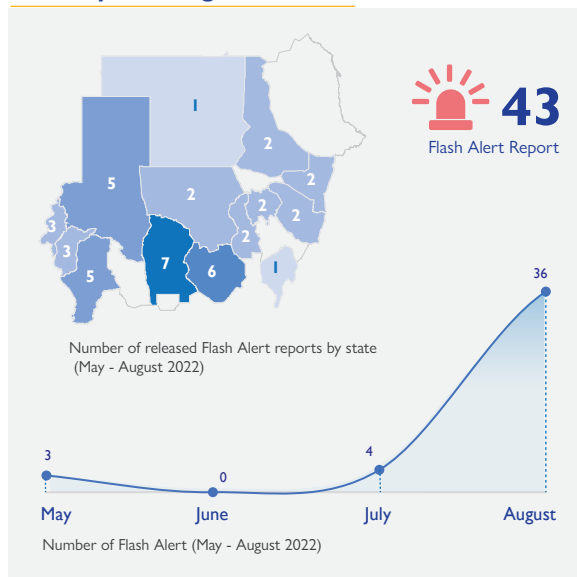 1
43
Flash Alert Report
2
5
2
2
2
2
3
2
3
7
6
1
5
36
Number of released Flash Alert reports by state
(May - August 2022)
3
0
4
May
June
July
August
Number of Flash Alert (May - August 2022)